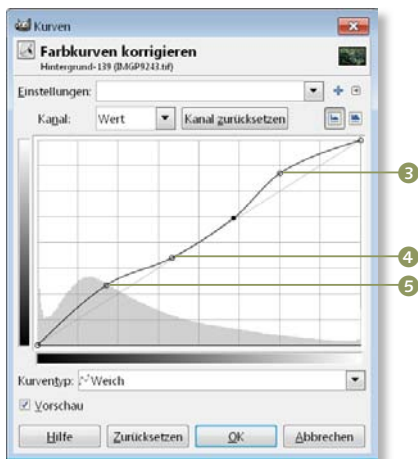 Kurven
Farbkurven korrigieren
Hintergrund-139 (IMGP9243.tif)
Einstellungen:
Kanal: Wert Kanal zurücksetzen
3
4
5
Kurventyp: Weich
Vorschau
Hilfe Zurücksetzen OK Abbrechen